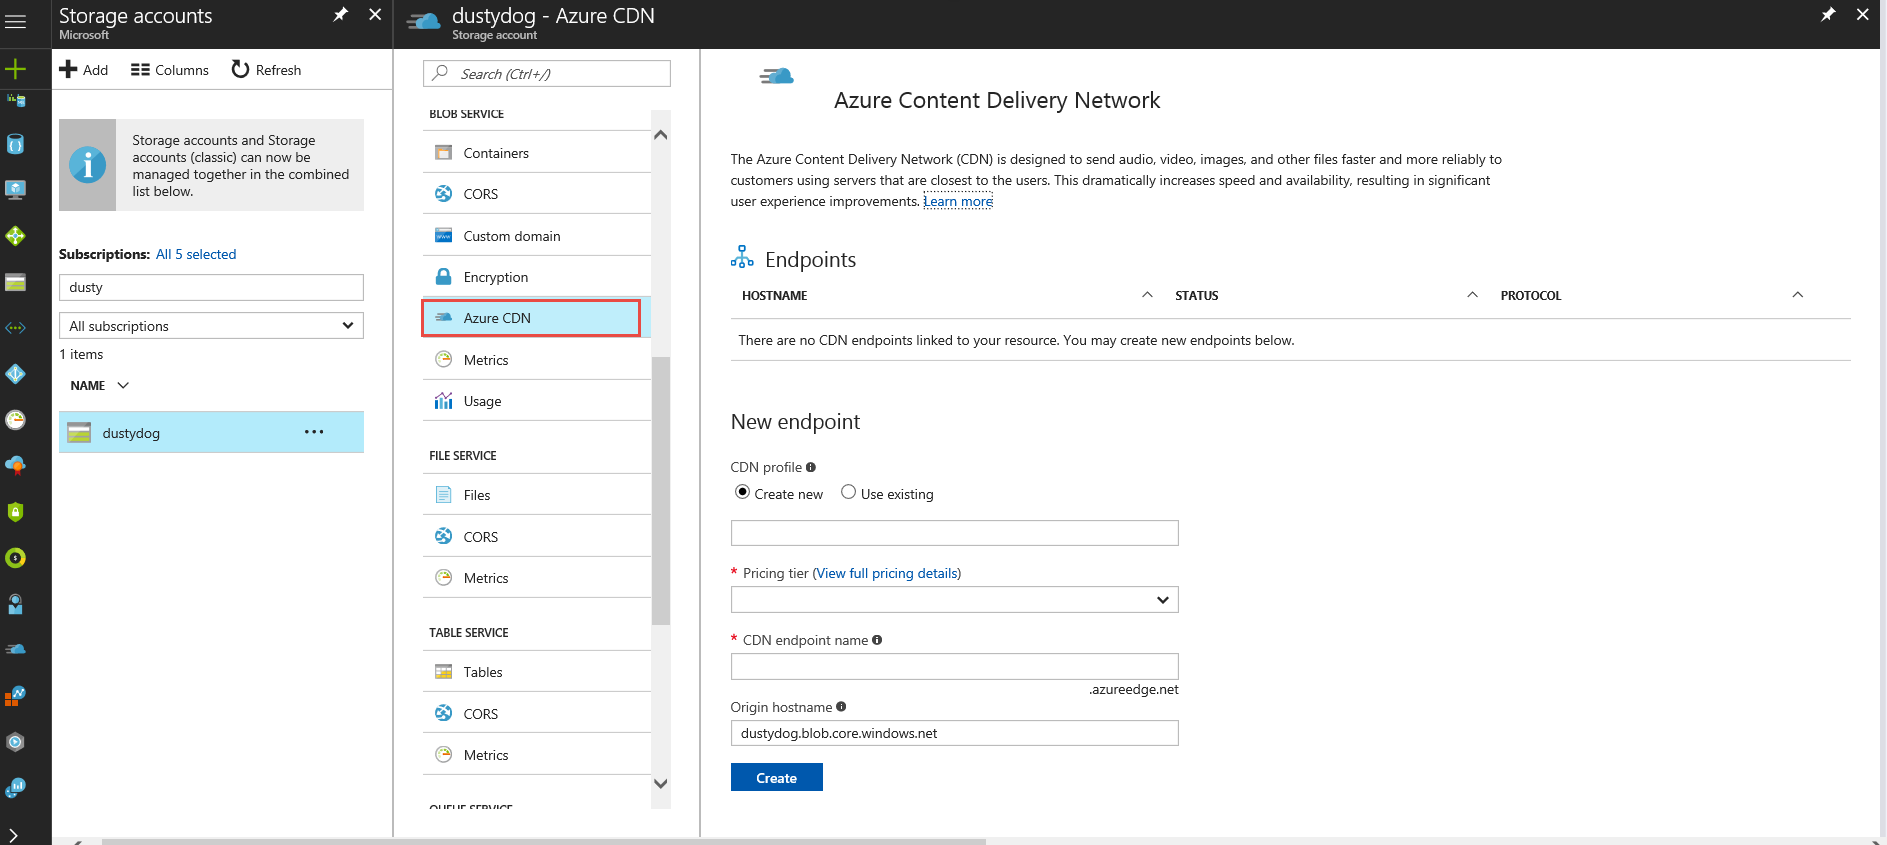 Storage accounts
Microsoft
Add
Columns
Refresh
Storage accounts and Storage
accounts (classic) can now be
managed together in the combined
list below.
Subscriptions: All 5 selected
dusty
All subscriptions
1 items
NAME
dustydog
dustydog - Azure CDN
Storage account
Search (Ctrl+/)
BLOB SERVICE
Containers
CORS
Custom domain
Encryption
Azure CDN
Metrics
Usage
FILE SERVICE
Files
CORS
Metrics
TABLE SERVICE
Tables
CORS
Metrics
QUEUE SERVICE
Azure Content Delivery Network
The Azure Content Delivery Network (CDN) is designed to send audio, video, images, and other files faster and more reliably to
customers using servers that are closest to the users. This dramatically increases speed and availability, resulting in significant
user experience improvements. Learn more
Endpoints
HOSTNAME STATUS PROTOCOL
There are no CDN endpoints linked to your resource. You may create new endpoints below.
New endpoint
CDN profile
Create new Use existing
* Pricing tier (View full pricing details)
* CDN endpoint name
.azureedge.net
Origin hostname
dustydog.blob.core.windows.net
Create